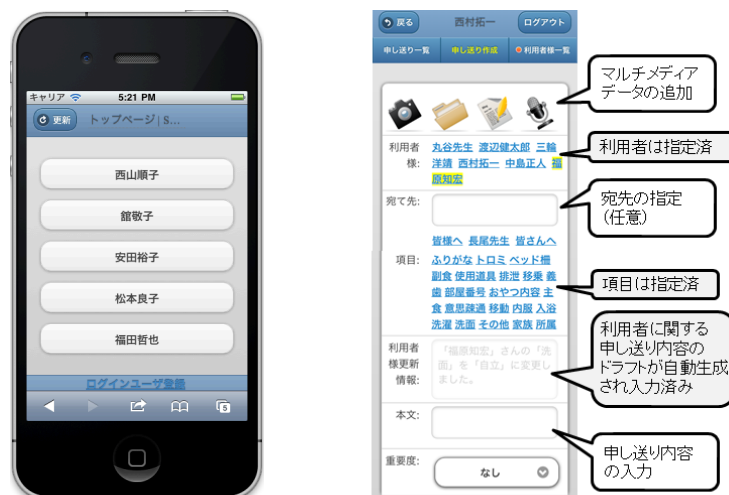 キャリア 5:21 PM
更新 トップページ | S...
西山順子
舘敬子
安田裕子
松本良子
福田哲也
ログインユーザ登録
5
戻る 西村拓一 ログアウト
申し送り一覧 申し送り作成 利用者様一覧
マルチメディア
データの追加
利用者
様:
丸谷先生 渡辺健太郎 三輪
洋靖 西村拓一 中島正人 福
原知宏
利用者は指定済
宛て先:
宛先の指定
(任意)
皆様へ 長尾先生 皆さんへ
項目:
ふりがな トロミ ベッド柵
副食 使用道具 排泄 移乗 義
歯 部屋番号 おやつ内容 主
食 意思疎通 移動 内服 入浴
洗濯 洗面 その他 家族 所属
項目は指定済
利用者
様更新
情報:
「福原知宏」さんの「洗
面」を「自立」に変更し
ました。
利用者に関する
申し送り内容の
ドラフトが自動生成
され入力済み
本文:
申し送り内容
の入力
重要度:
なし